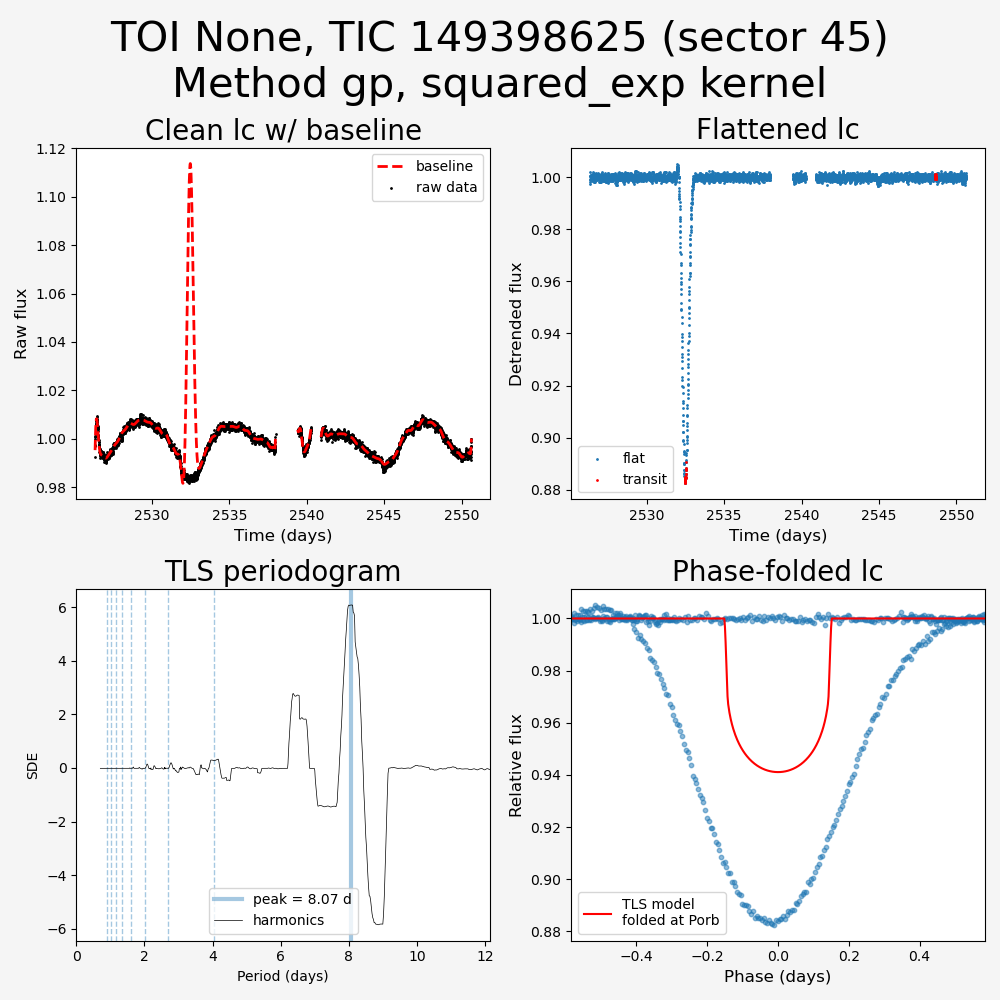 TOI None, TIC 149398625 (sector 45)
Method gp, squared_exp kernel
Clean lc w/ baseline
1.12
1.10
1.08
1.06
1.04
1.02
1.00
0.98
Raw flux
baseline
raw data
2530
2535
2540
2545
2550
Time (days)
Flattened lc
1.00
0.98
0.96
0.94
0.92
0.90
0.88
Detrended flux
flat
transit
2530
2535
2540
2545
2550
Time (days)
TLS periodogram
6
4
2
0
−2
−4
−6
SDE
peak = 8.07 d
harmonics
0
2
4
6
8
10
12
Period (days)
Phase-folded lc
1.00
0.98
0.96
0.94
0.92
0.90
0.88
Relative flux
TLS model
folded at Porb
−0.4
−0.2
0.0
0.2
0.4
Phase (days)